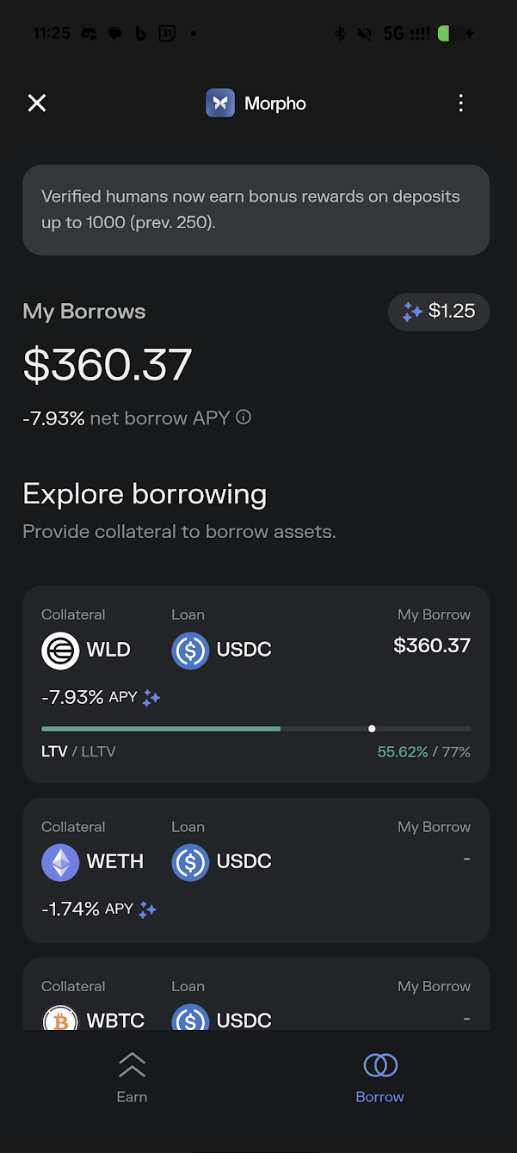 11:25
31
5G
Morpho
Verified humans now earn bonus rewards on deposits
up to 1000 (prev. 250).
My Borrows
$1.25
$360.37
-7.93% net borrow APY
Explore borrowing
Provide collateral to borrow assets.
Collateral Loan My Borrow
WLD USDC $360.37
-7.93% APY
LTV / LLTV 55.62% / 77%
Collateral Loan My Borrow
WETH USDC -
-1.74% APY
Collateral Loan My Borrow
WBTC USDC -
Earn Borrow